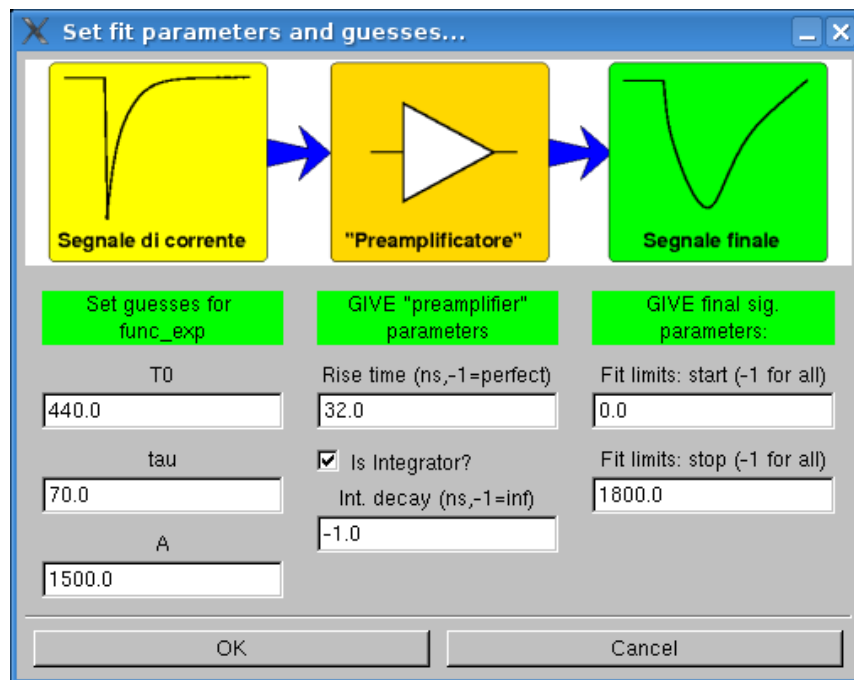 Set fit parameters and guesses...
Segnale di corrente
"Preamplificatore"
Segnale finale
Set guesses for
func_exp
GIVE "preamplifier"
parameters
GIVE final sig.
parameters:
T0
440.0
tau
70.0
A
1500.0
Rise time (ns,-1=perfect)
32.0
Is Integrator?
Int. decay (ns,-1=inf)
-1.0
Fit limits: start (-1 for all)
0.0
Fit limits: stop (-1 for all)
1800.0
OK
Cancel